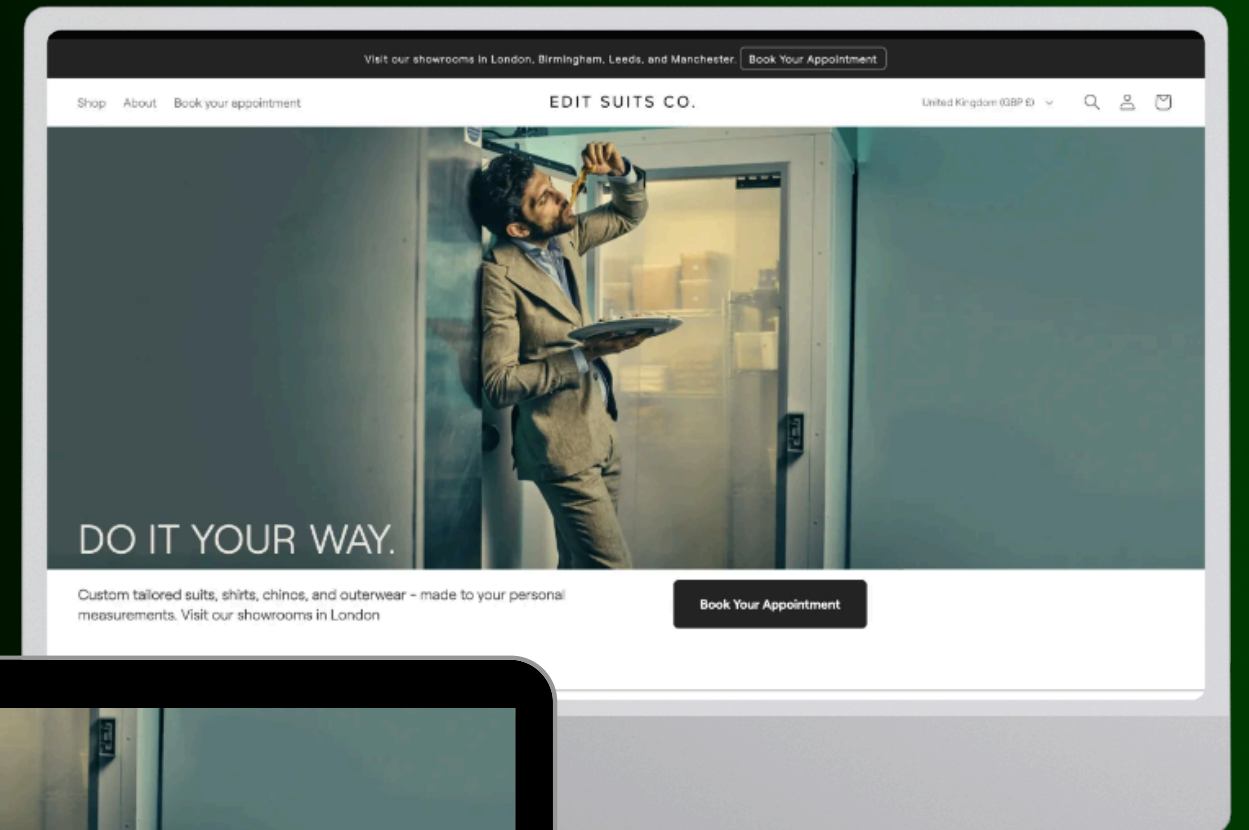 Visit our showrooms in London, Birmingham, Leeds, and Manchester. Book Your Appointment
Shop About Book your appointment EDIT SUITS CO. United Kingdom (GBP £)
DO IT YOUR WAY.
Custom tailored suits, shirts, chinos, and outerwear – made to your personal
measurements. Visit our showrooms in London
Book Your Appointment